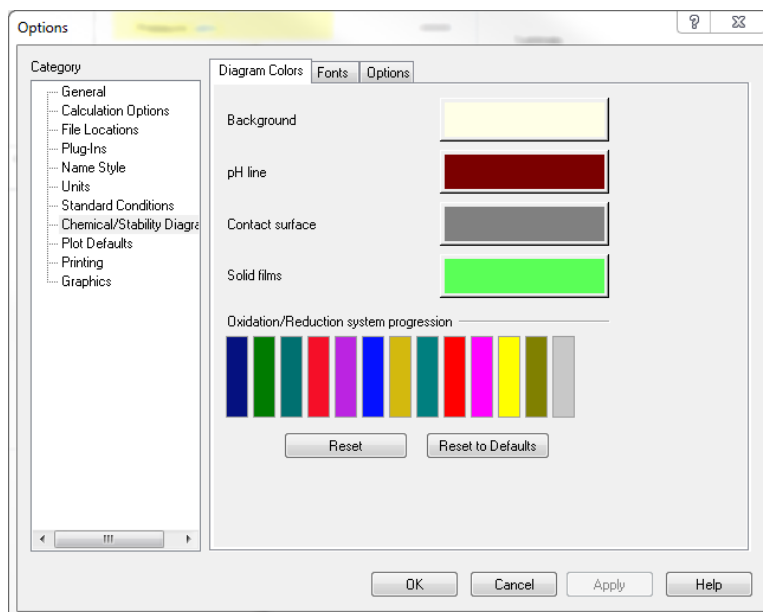 Options
Category
General
Calculation Options
File Locations
Plug-Ins
Name Style
Units
Standard Conditions
Chemical/Stability Diagra
Plot Defaults
Printing
Graphics
Diagram Colors
Fonts
Options
Background
pH line
Contact surface
Solid films
Oxidation/Reduction system progression
Reset
Reset to Defaults
OK
Cancel
Apply
Help